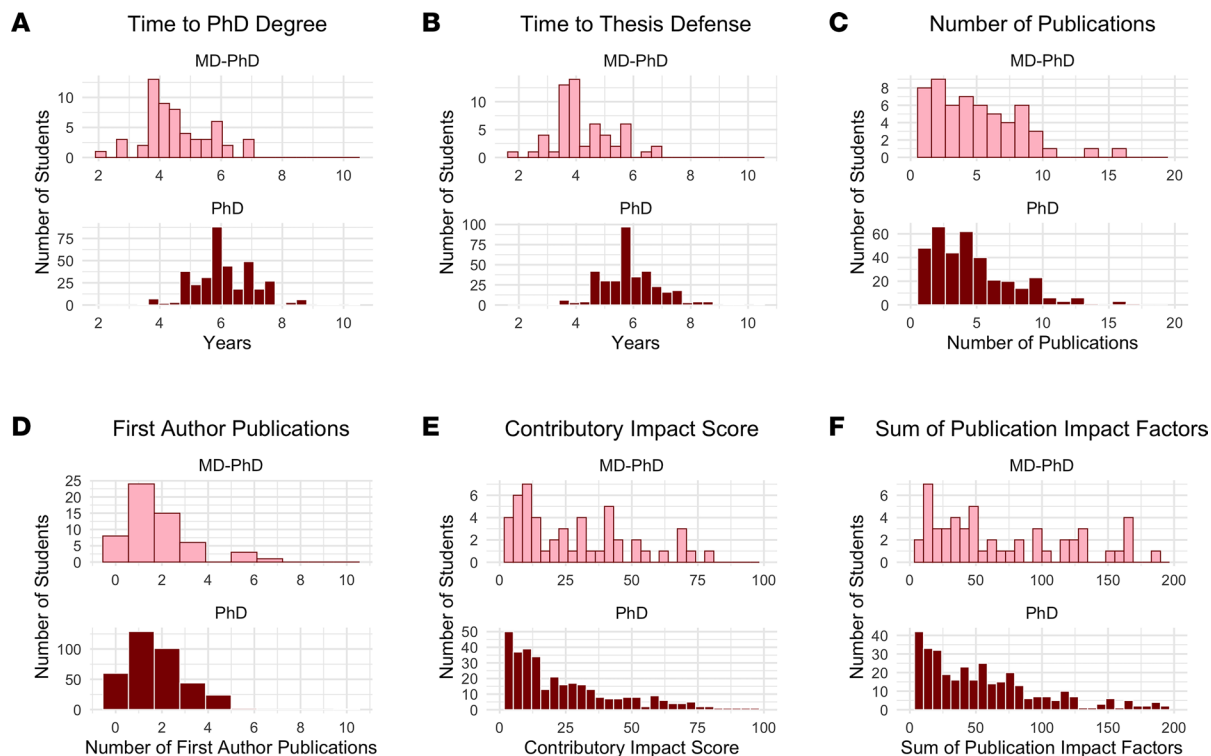 A Time to PhD Degree
MD-PhD
Number of Students
10
5
0
2 4 6 8 10
PhD
75
50
25
0
2 4 6 8 10
Years
B Time to Thesis Defense
MD-PhD
Number of Students
10
5
0
2 4 6 8 10
PhD
100
75
50
25
0
2 4 6 8 10
Years
C Number of Publications
MD-PhD
Number of Students
8
6
4
2
0
0 5 10 15 20
PhD
60
40
20
0
0 5 10 15 20
Number of Publications
D First Author Publications
MD-PhD
Number of Students
25
20
15
10
5
0
0 2 4 6 8 10
PhD
100
50
0
0 2 4 6 8 10
Number of First Author Publications
E Contributory Impact Score
MD-PhD
Number of Students
6
4
2
0
0 25 50 75 100
PhD
50
40
30
20
10
0
0 25 50 75 100
Contributory Impact Score
F Sum of Publication Impact Factors
MD-PhD
Number of Students
6
4
2
0
0 50 100 150 200
PhD
40
30
20
10
0
0 50 100 150 200
Sum of Publication Impact Factors